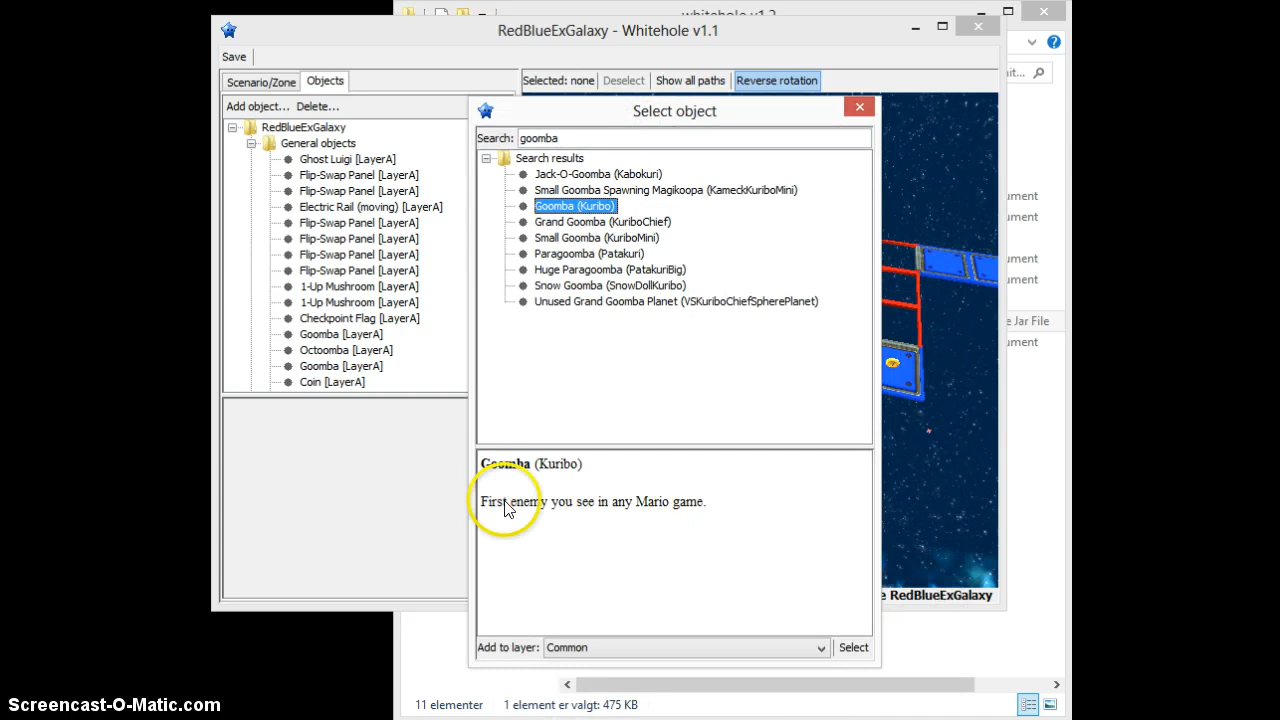 whitehole v1.2
RedBlueExGalaxy - Whitehole v1.1
Save
Scenario/Zone
Objects
Selected: none
Deselect
Show all paths
Reverse rotation
it...
Add object...
Delete...
RedBlueExGalaxy
General objects
Ghost Luigi [LayerA]
Flip-Swap Panel [LayerA]
Flip-Swap Panel [LayerA]
Electric Rail (moving) [LayerA]
Flip-Swap Panel [LayerA]
Flip-Swap Panel [LayerA]
Flip-Swap Panel [LayerA]
Flip-Swap Panel [LayerA]
1-Up Mushroom [LayerA]
1-Up Mushroom [LayerA]
Checkpoint Flag [LayerA]
Goomba [LayerA]
Octoomba [LayerA]
Goomba [LayerA]
Coin [LayerA]
Select object
Search: goomba
Search results
Jack-O-Goomba (Kabokuri)
Small Goomba Spawning Magikoopa (KameckKuriboMini)
Goomba (Kuribo)
Grand Goomba (KuriboChief)
Small Goomba (KuriboMini)
Paragoomba (Patakuri)
Huge Paragoomba (PatakuriBig)
Snow Goomba (SnowDollKuribo)
Unused Grand Goomba Planet (VSKuriboChiefSpherePlanet)
Goomba (Kuribo)
First enemy you see in any Mario game.
Add to layer: Common
Select
ument
ument
ument
ument
e Jar File
ument
e RedBlueExGalaxy
11 elementer
1 element er valgt: 475 KB
Screencast-O-Matic.com